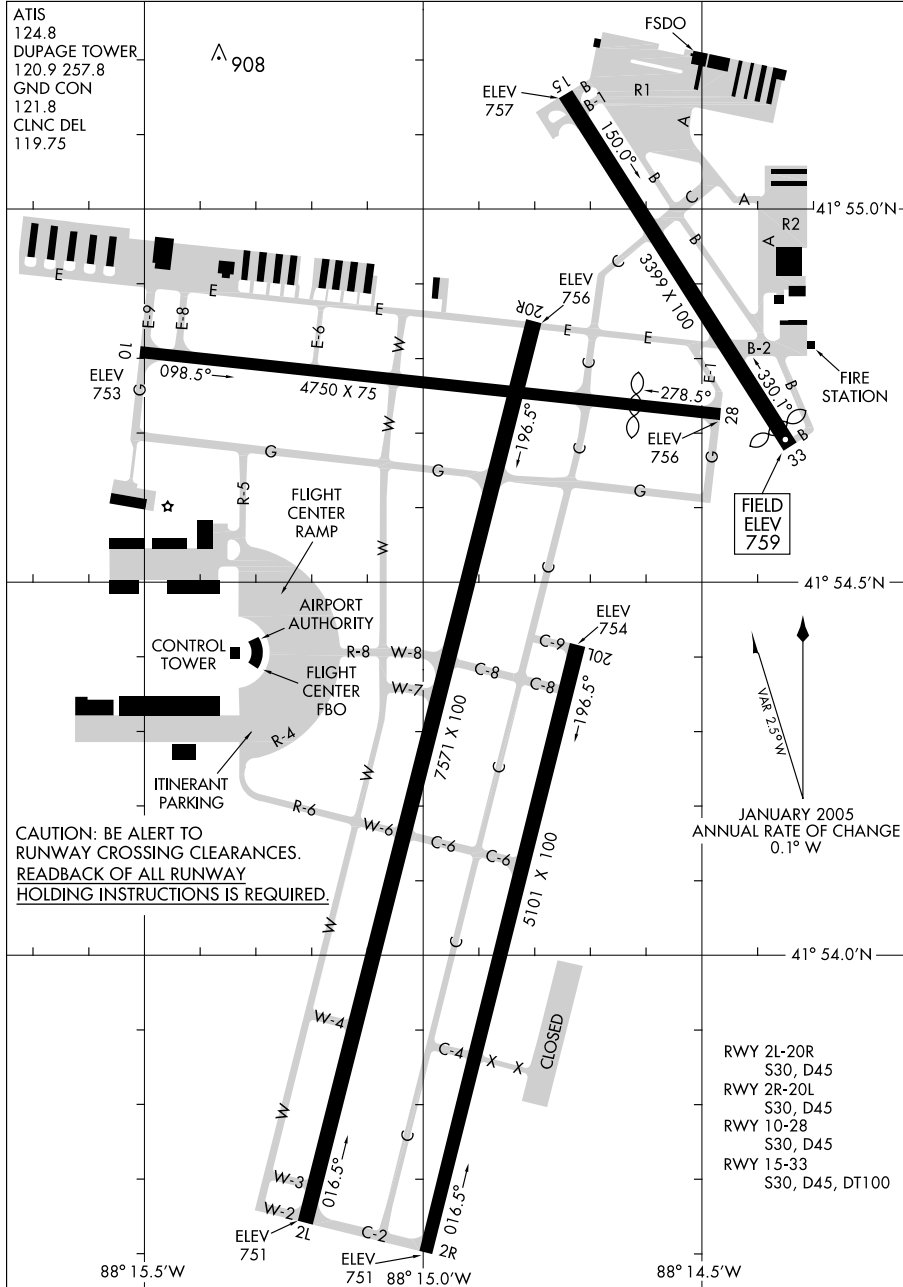 ATIS
124.8
DUPAGE TOWER
120.9 257.8
GND CON
121.8
CLNC DEL
119.75
908
FSDO
R1
A
15
B
B-1
ELEV
757
150.0°
B
C
A
41° 55.0'N
R2
A
B
3399 X 100
C
E
E
E
E
E
E-9
E-8
E-6
W
20R
ELEV
756
C
E-1
B-2
B
330.1°
FIRE
STATION
10
ELEV
753
G
098.5°
4750 X 75
W
196.5°
278.5°
28
ELEV
756
B
33
G
G
G
G
C
R-5
FLIGHT
CENTER
RAMP
W
FIELD
ELEV
759
C
41° 54.5'N
AIRPORT
AUTHORITY
CONTROL
TOWER
FLIGHT
CENTER
FBO
R-8
W-8
W-7
C-8
C-8
C-9
ELEV
754
20L
196.5°
VAR 2.5° W
R-4
ITINERANT
PARKING
7571 X 100
W
C
R-6
W-6
C-6
C-6
5101 X 100
JANUARY 2005
ANNUAL RATE OF CHANGE
0.1° W
CAUTION: BE ALERT TO
RUNWAY CROSSING CLEARANCES.
READBACK OF ALL RUNWAY
HOLDING INSTRUCTIONS IS REQUIRED.
W
C
41° 54.0'N
W-4
C-4
X
X
CLOSED
RWY 2L-20R
S30, D45
RWY 2R-20L
S30, D45
RWY 10-28
S30, D45
RWY 15-33
S30, D45, DT100
W
C
W-3
016.5°
W-2
ELEV
751
2L
C-2
016.5°
2R
ELEV
751
88° 15.5'W
88° 15.0'W
88° 14.5'W